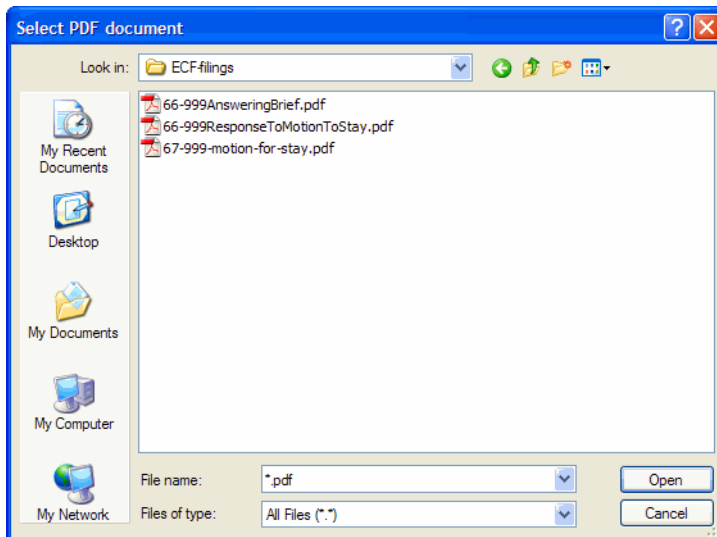 Select PDF document
Look in: ECF-filings
66-999AnsweringBrief.pdf
66-999ResponseToMotionToStay.pdf
67-999-motion-for-stay.pdf
My Recent
Documents
Desktop
My Documents
My Computer
My Network
File name: *.pdf Open
Files of type: All Files (*.*) Cancel